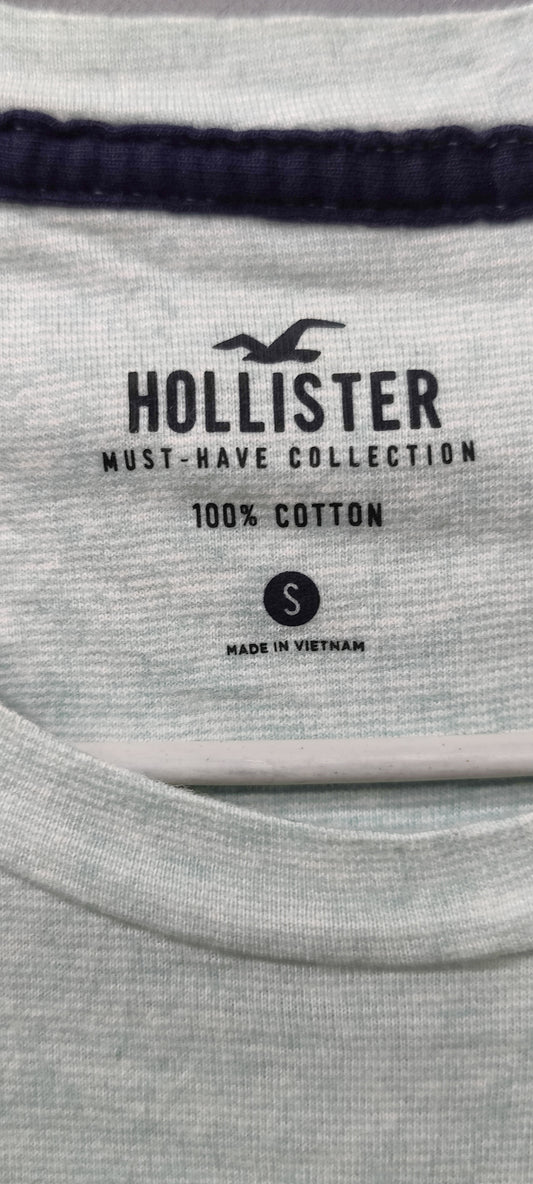 HOLLISTER
MUST-HAVE COLLECTION
100% COTTON
S
MADE IN VIETNAM